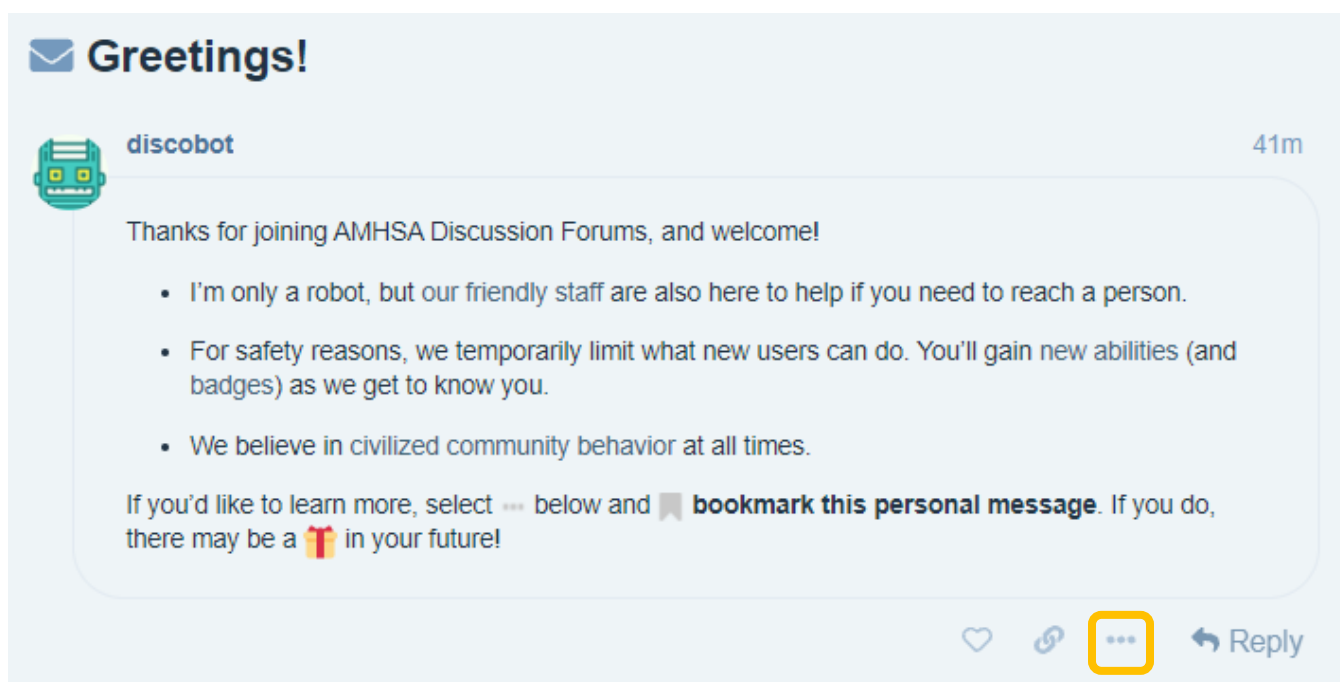 Greetings!
discobot
41m
Thanks for joining AMHSA Discussion Forums, and welcome!
• I’m only a robot, but our friendly staff are also here to help if you need to reach a person.
• For safety reasons, we temporarily limit what new users can do. You’ll gain new abilities (and
badges) as we get to know you.
• We believe in civilized community behavior at all times.
If you’d like to learn more, select ••• below and bookmark this personal message. If you do,
there may be a in your future!
Reply